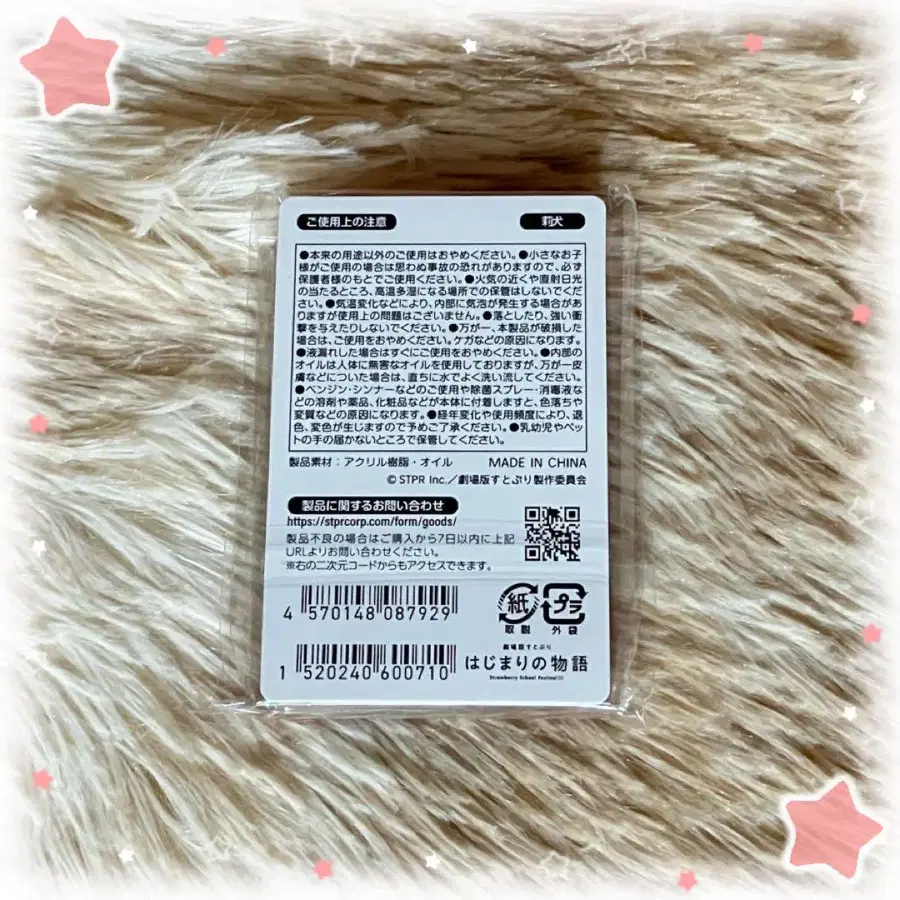 ご使用上の注意 莉犬
●本来の用途以外のご使用はおやめください。●小さなお子
様がご使用の場合は思わぬ事故の恐れがありますので、必ず
保護者様のもとでご使用ください。●火気の近くや直射日光
の当たるところ、高温多湿になる場所での保管はしないでくだ
さい。●気温変化などにより、内部に気泡が発生する場合があ
りますが使用上の問題はございません。●落としたり、強い衝
撃を与えたりしないでください。●万が一、本製品が破損した
場合は、ご使用をおやめください。ケガなどの原因になります。
●液漏れした場合はすぐにご使用をおやめください。●内部の
オイルは人体に無害なオイルを使用しておりますが、万が一皮
膚などについた場合は、直ちに水でよく洗い流してください。
●ベンジン・シンナーなどのご使用や除菌スプレー・消毒液な
どの溶剤や薬品、化粧品などが本体に付着しますと、色落ちや
変質などの原因になります。●経年変化や使用頻度により、退
色、変色が生じますので予めご了承ください。●乳幼児やペッ
トの手の届かないところで保管してください。
製品素材：アクリル樹脂・オイル MADE IN CHINA
© STPR Inc.／劇場版すとぷり製作委員会
製品に関するお問い合わせ
https://stprcorp.com/form/goods/
製品不良の場合はご購入から7日以内に上記
URLよりお問い合わせください。
※右の二次元コードからもアクセスできます。
4 570148 087929
紙 プラ
取説 外袋
1 520240 600710
劇場版すとぷり
はじまりの物語
Strawberry School Festival!!!